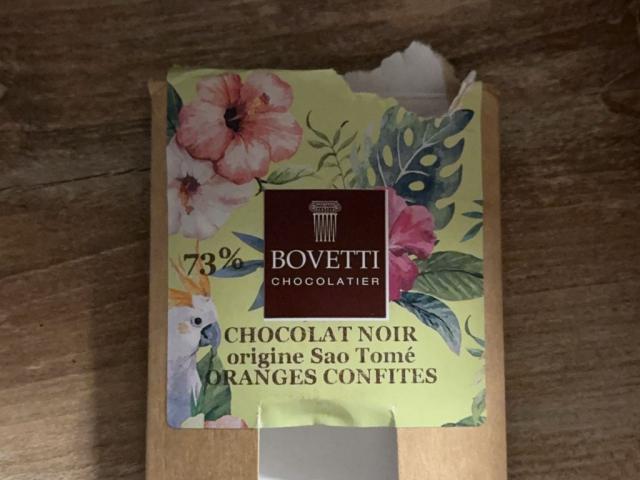 73%
BOVETTI
CHOCOLATIER
CHOCOLAT NOIR
origine Sao Tomé
ORANGES CONFITES